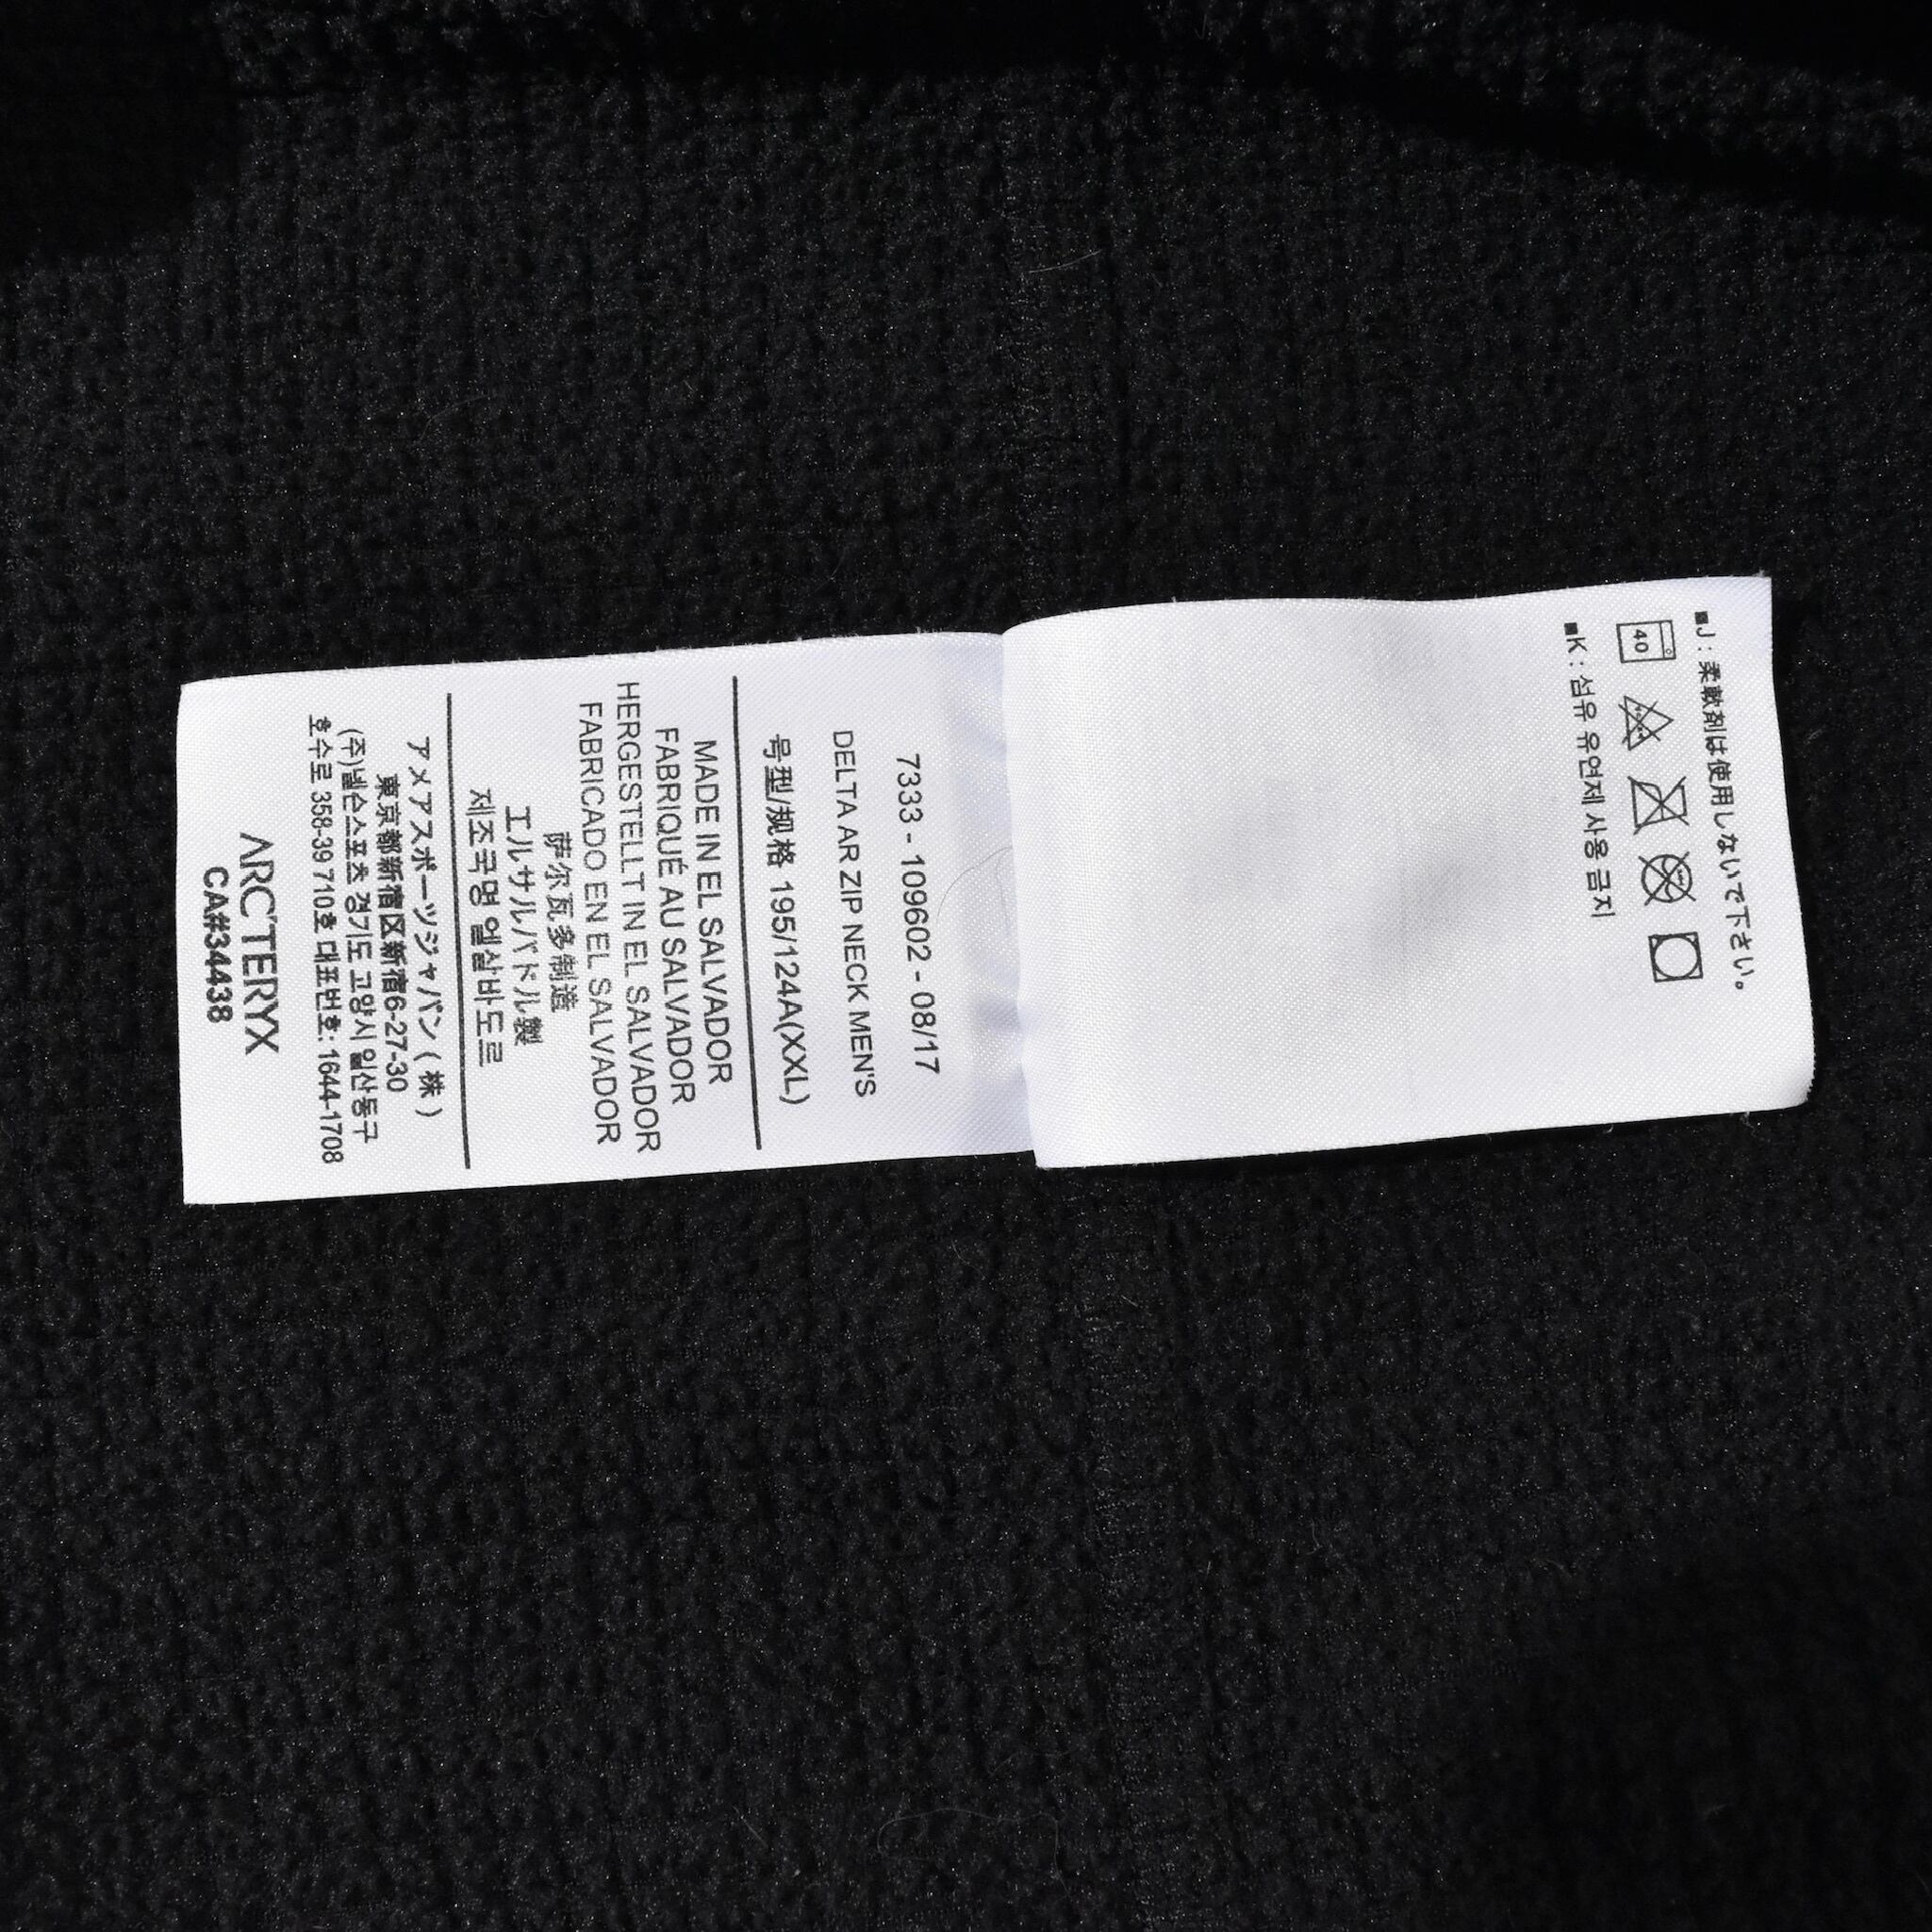 ■J : 柔軟剤は使用しないで下さい。
40
■K : 섬유 유연제 사용 금지
7333 - 109602 - 08/17
DELTA AR ZIP NECK MEN'S
号型/规格 195/124A(XXL)
MADE IN EL SALVADOR
FABRIQUÉ AU SALVADOR
HERGESTELLT IN EL SALVADOR
FABRICADO EN EL SALVADOR
萨尔瓦多制造
エルサルバドル製
제조국명 엘살바도르
アメアスポーツジャパン ( 株 )
東京都新宿区新宿6-27-30
(주)넬슨스포츠 경기도 고양시 일산동구
호수로 358-39 710호 대표번호: 1644-1708
ARC'TERYX
CA#34438